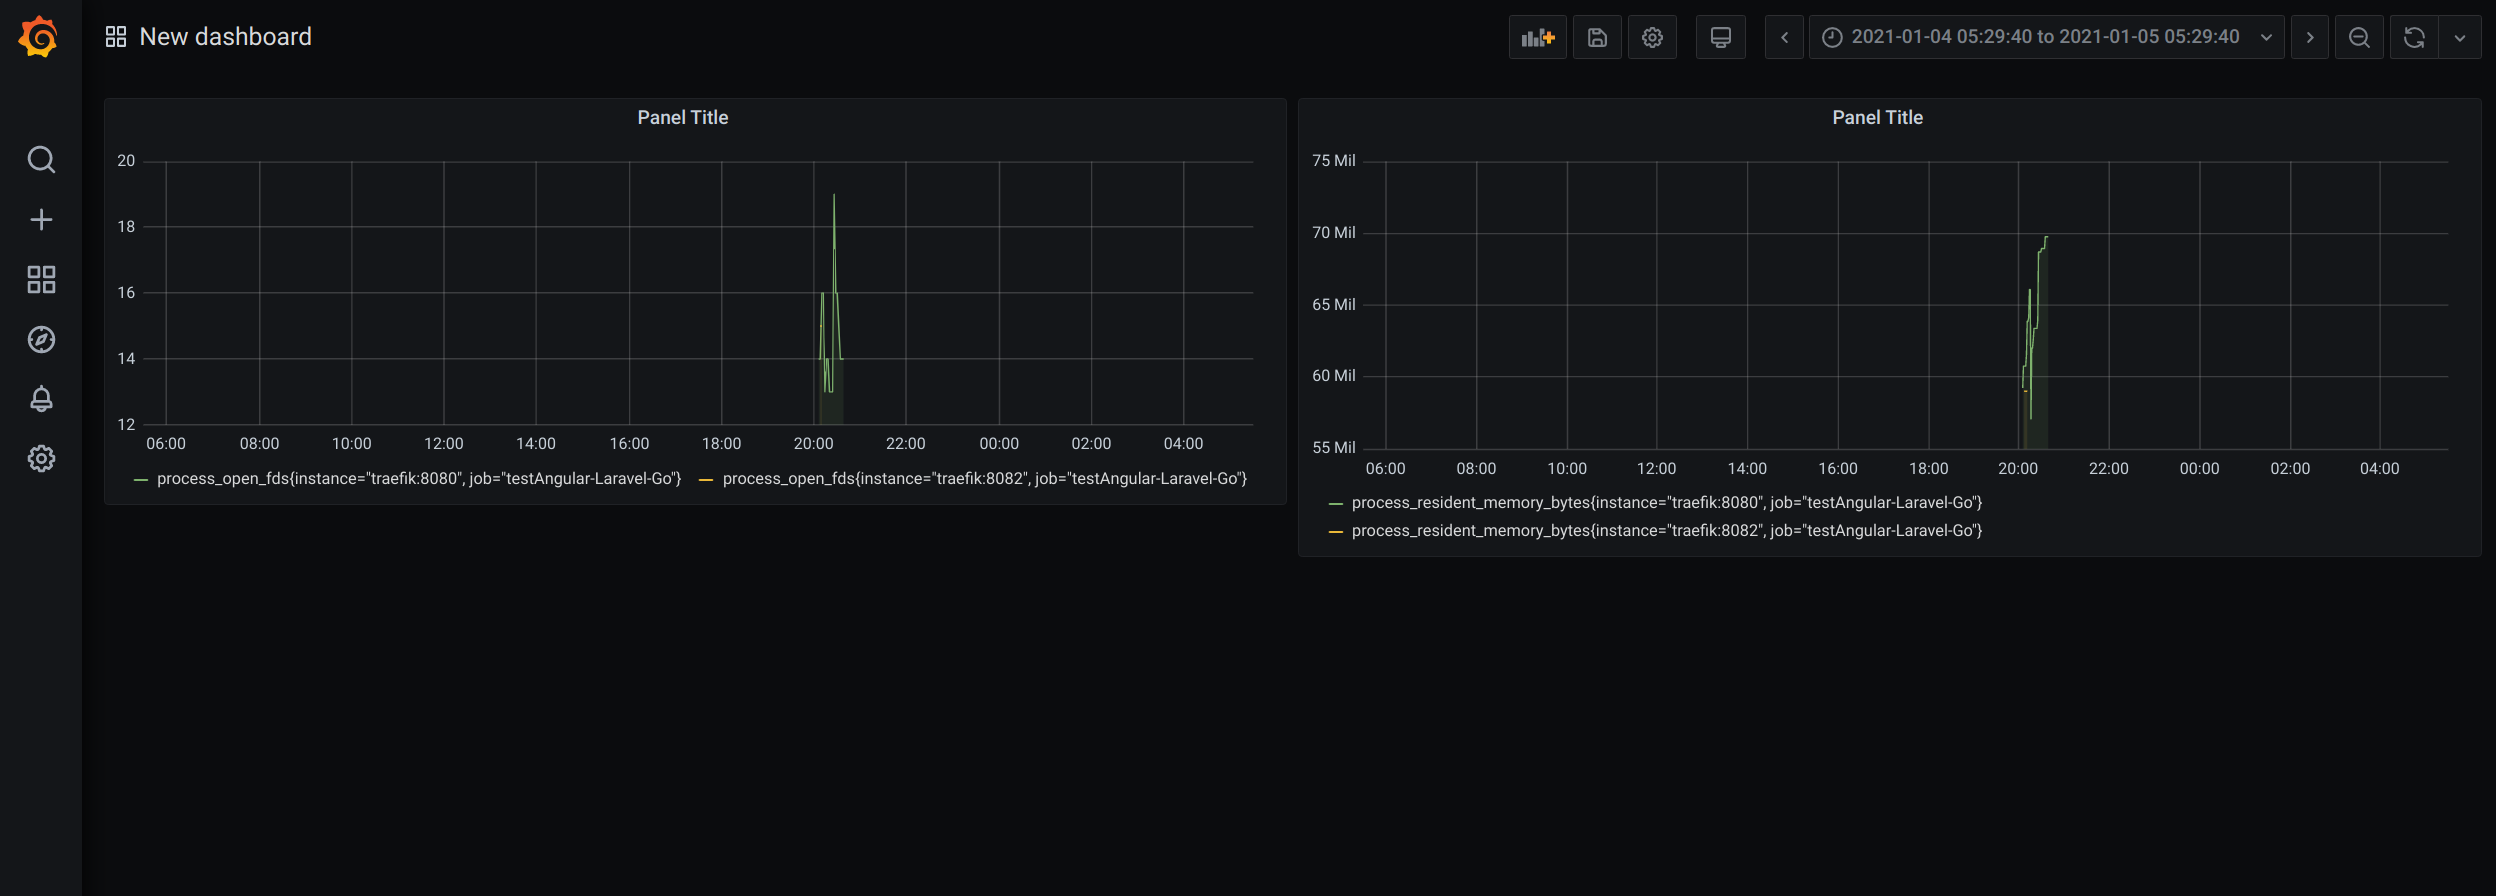 New dashboard
2021-01-04 05:29:40 to 2021-01-05 05:29:40
Panel Title
20
18
16
14
12
06:00 08:00 10:00 12:00 14:00 16:00 18:00 20:00 22:00 00:00 02:00 04:00
process_open_fds{instance="traefik:8080", job="testAngular-Laravel-Go"} process_open_fds{instance="traefik:8082", job="testAngular-Laravel-Go"}
Panel Title
75 Mil
70 Mil
65 Mil
60 Mil
55 Mil
06:00 08:00 10:00 12:00 14:00 16:00 18:00 20:00 22:00 00:00 02:00 04:00
process_resident_memory_bytes{instance="traefik:8080", job="testAngular-Laravel-Go"}
process_resident_memory_bytes{instance="traefik:8082", job="testAngular-Laravel-Go"}